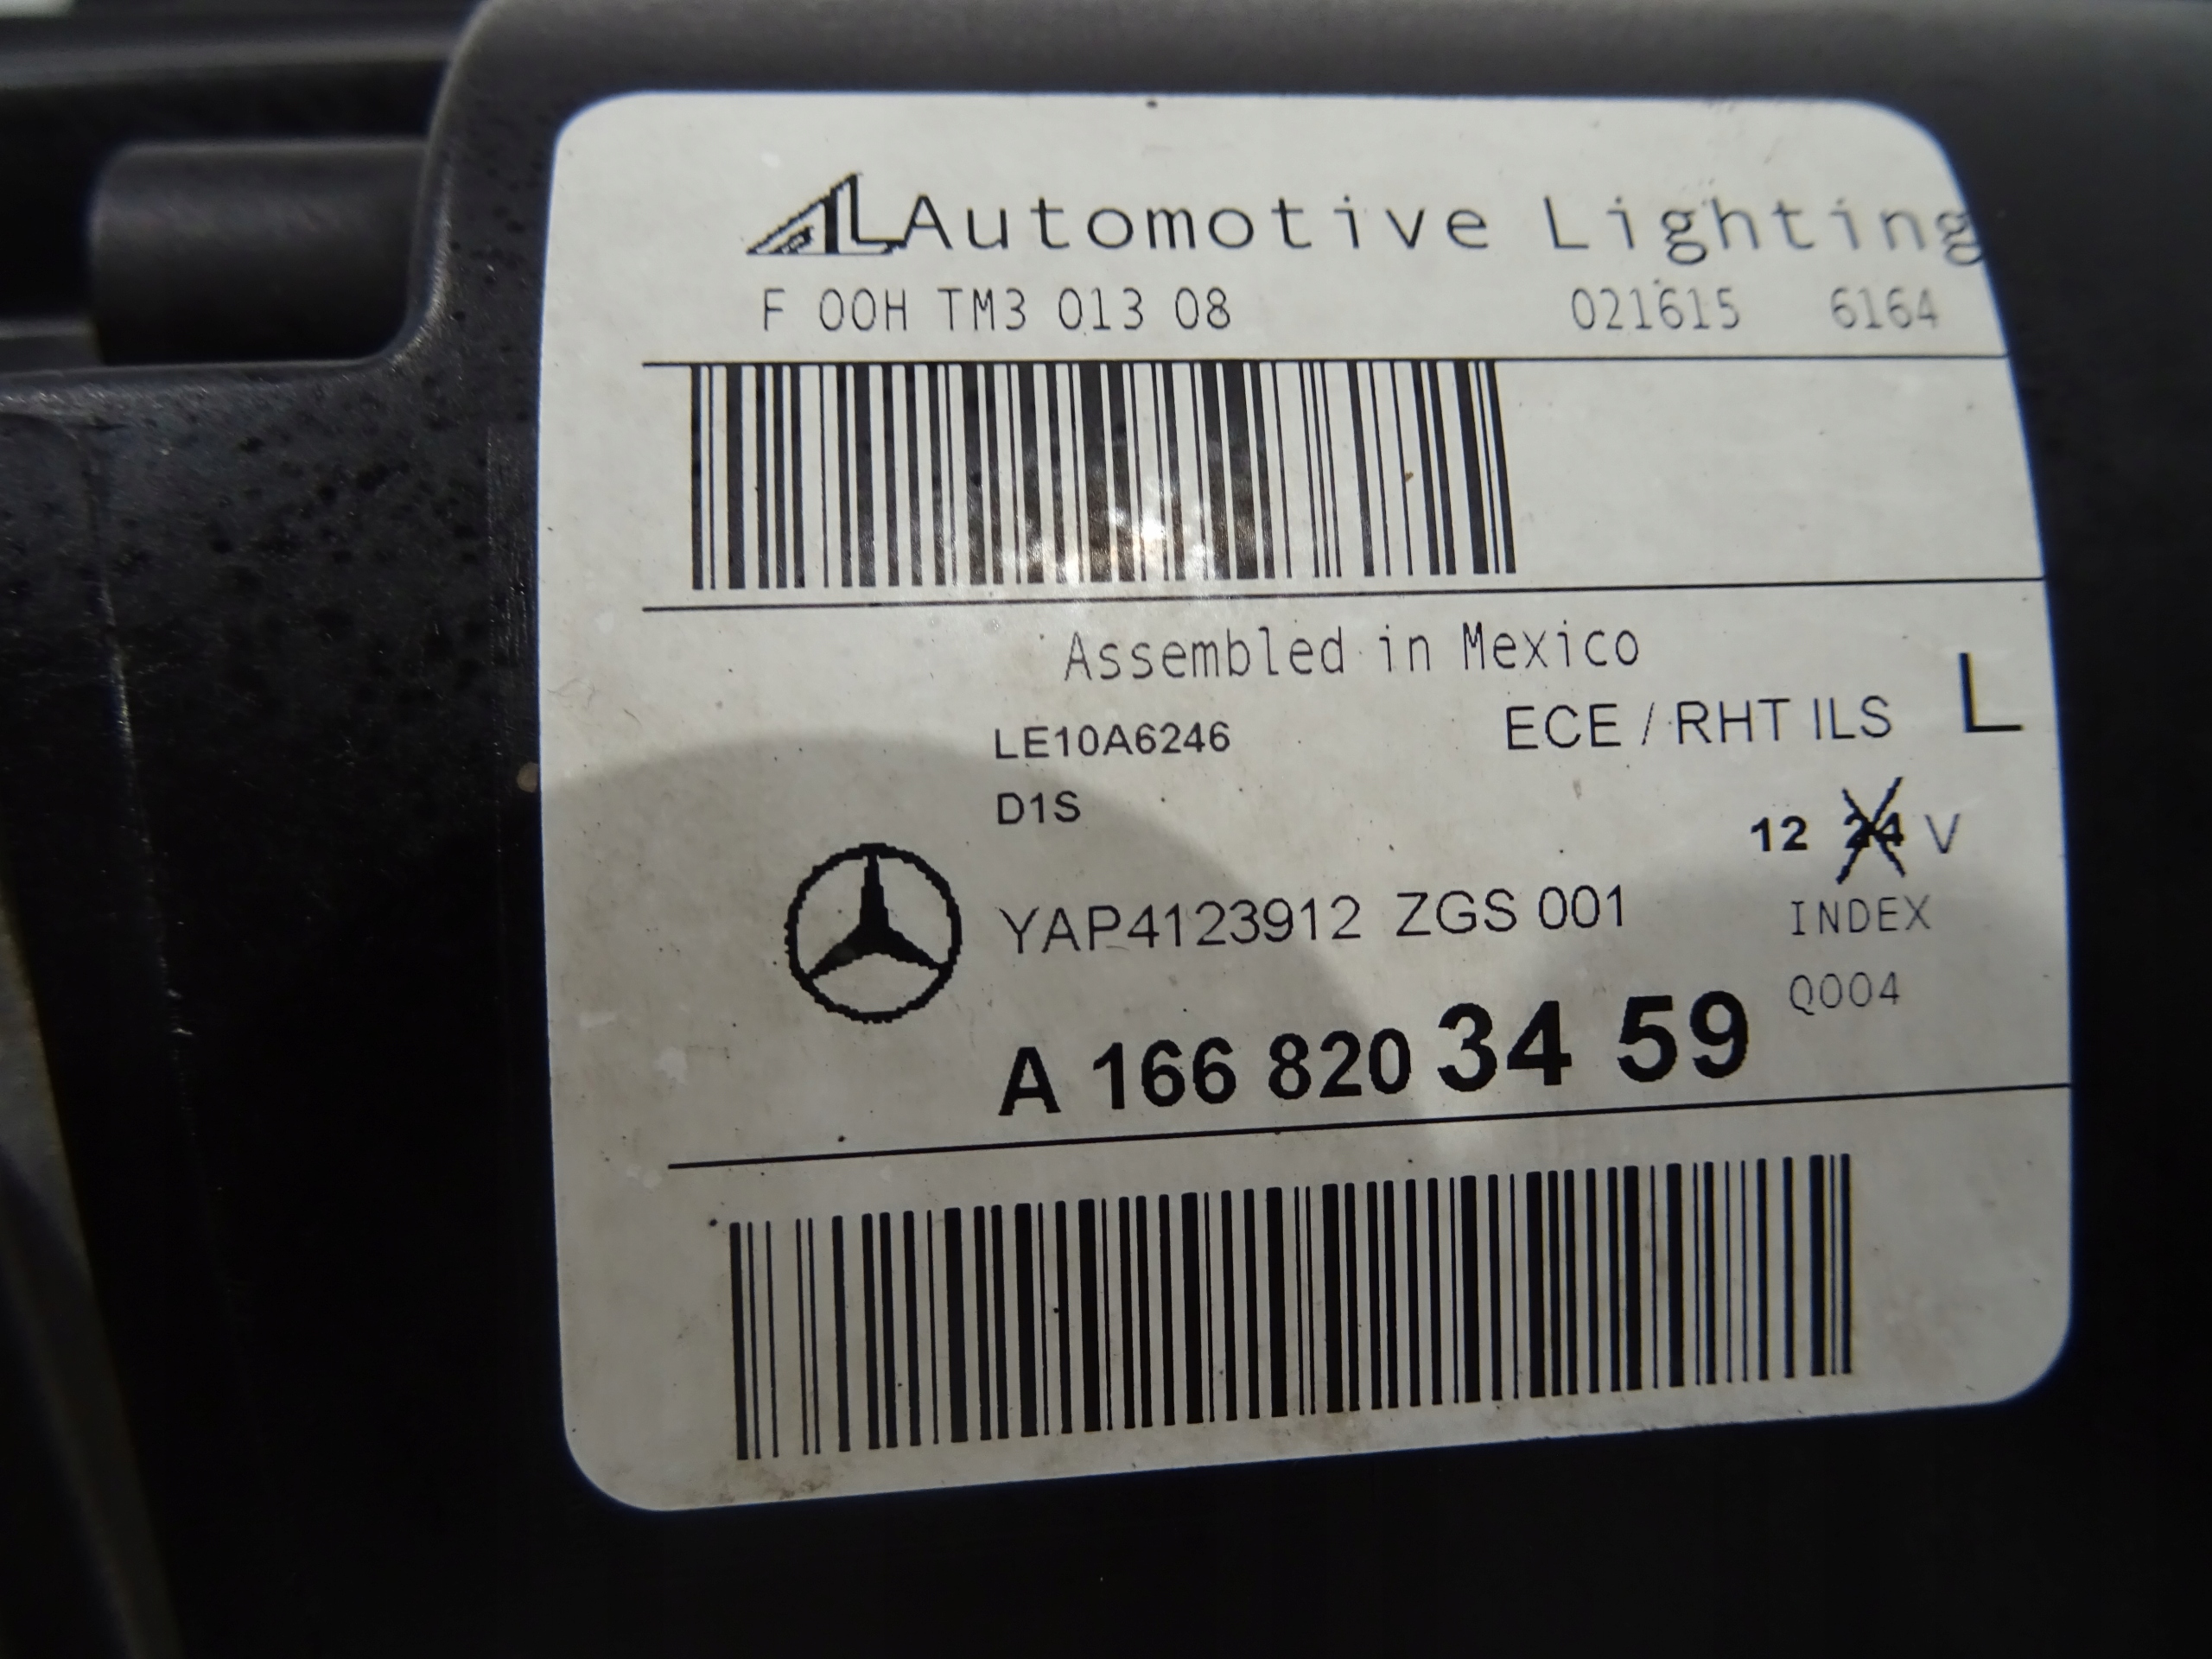 AL Automotive Lighting
F 00H TM3 013 08 021615 6164
Assembled in Mexico
LE10A6246 ECE / RHT ILS L
D1S
12 24 V
YAP4123912 ZGS 001 INDEX
Q004
A 166 820 34 59